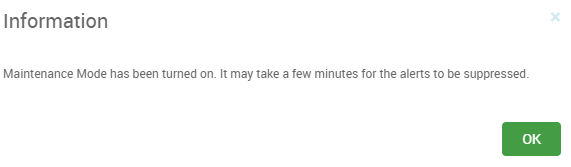 Information
Maintenance Mode has been turned on. It may take a few minutes for the alerts to be suppressed.
OK